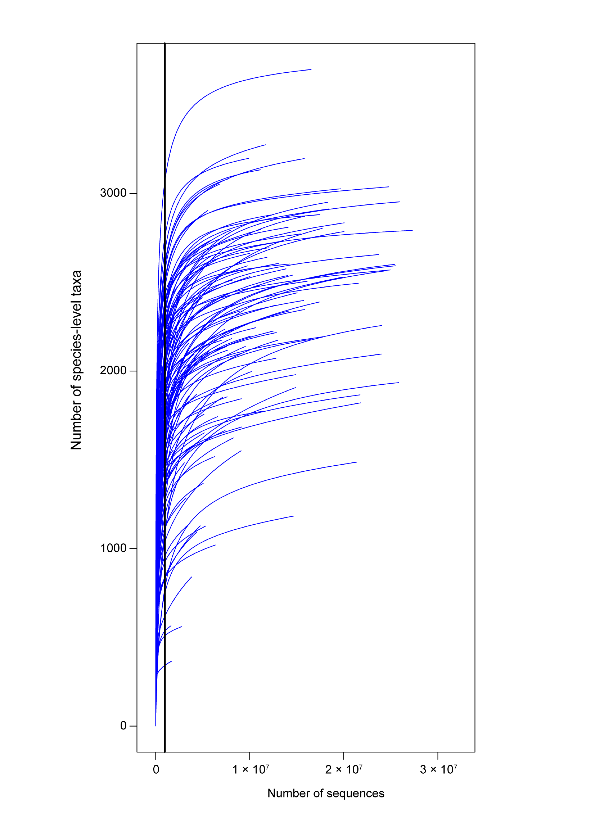 3000
2000
1000
0
Number of species-level taxa
0
1 × 10⁷
2 × 10⁷
3 × 10⁷
Number of sequences